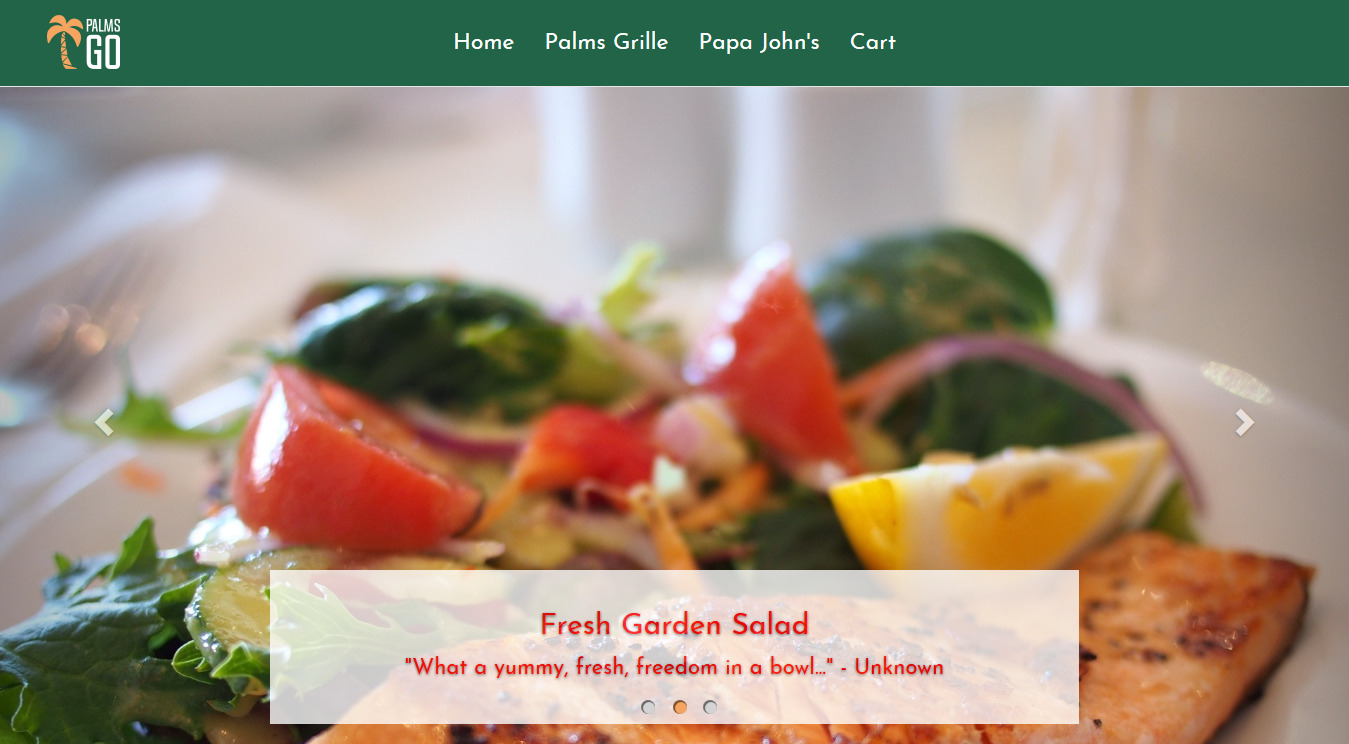 PALMS
GO
Home Palms Grille Papa John's Cart
Fresh Garden Salad
"What a yummy, fresh, freedom in a bowl..." - Unknown